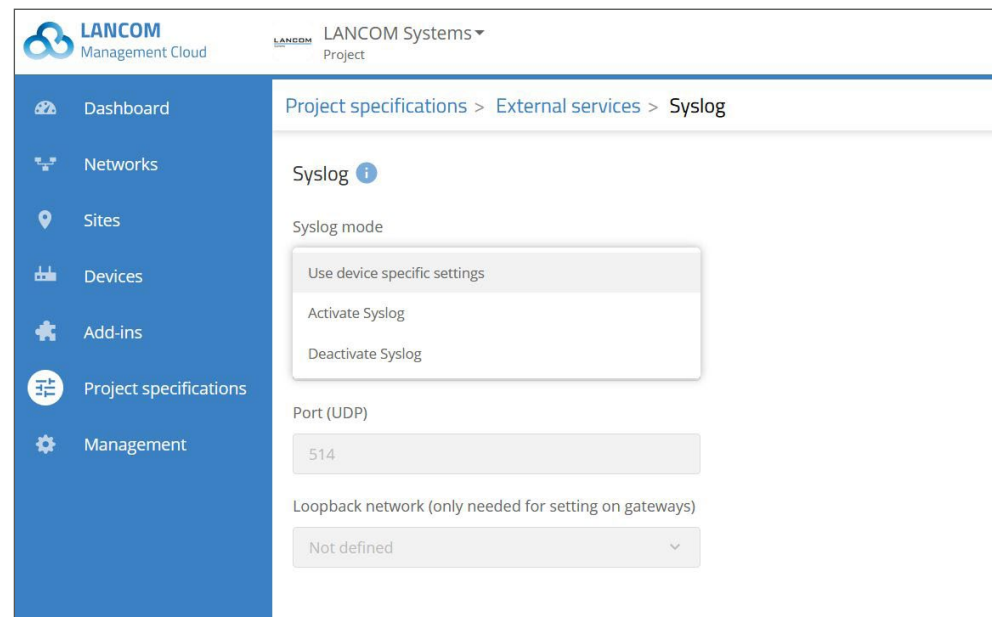 LANCOM
Management Cloud
LANCOM
LANCOM Systems
Project
Dashboard
Networks
Sites
Devices
Add-ins
Project specifications
Management
Project specifications > External services > Syslog
Syslog i
Syslog mode
Use device specific settings
Activate Syslog
Deactivate Syslog
Port (UDP)
514
Loopback network (only needed for setting on gateways)
Not defined